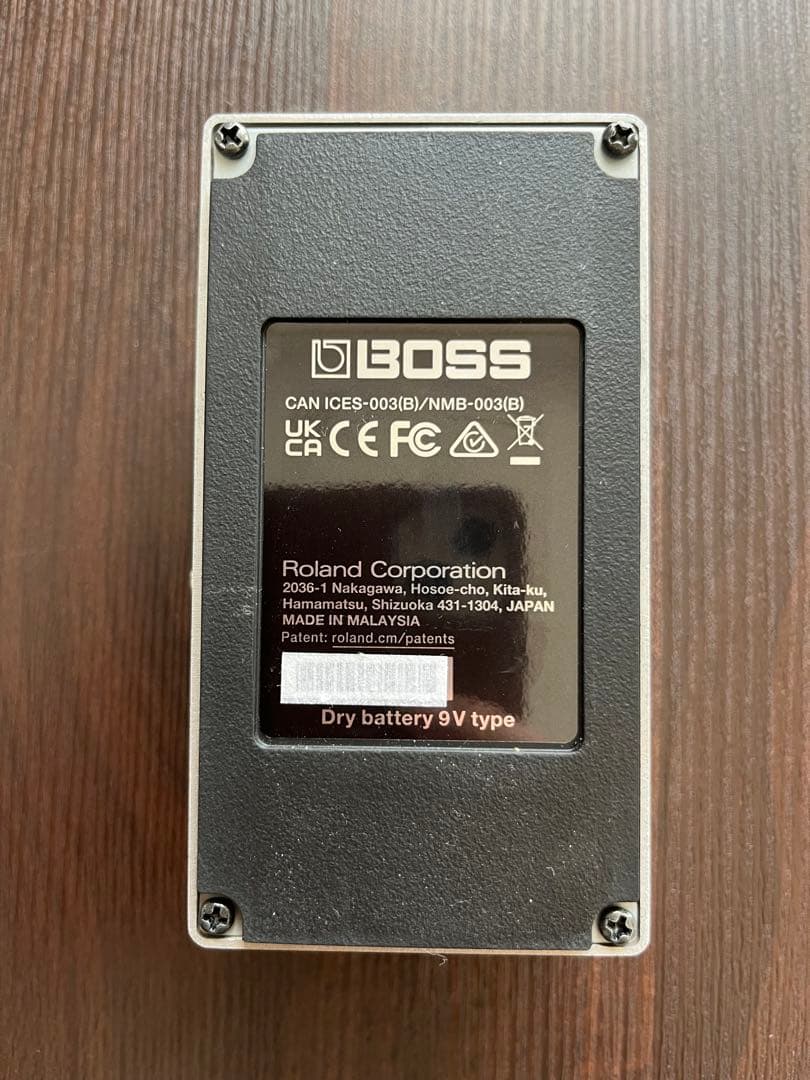 BOSS
CAN ICES-003(B)/NMB-003(B)
UK CA CE FC
Roland Corporation
2036-1 Nakagawa, Hosoe-cho, Kita-ku,
Hamamatsu, Shizuoka 431-1304, JAPAN
MADE IN MALAYSIA
Patent: roland.cm/patents
Dry battery 9V type